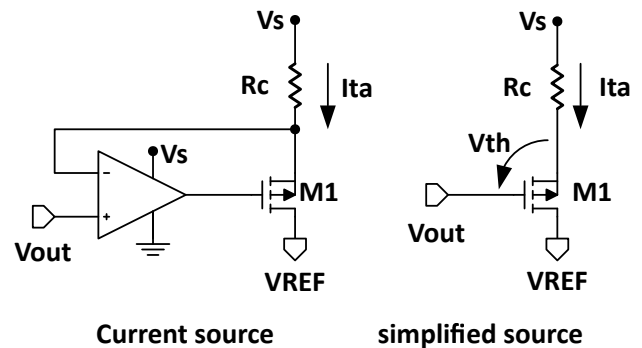 Vs
Rc
Ita
Vs
-
+
Vout
M1
VREF
Current source
Vs
Rc
Ita
Vth
Vout
M1
VREF
simplified source